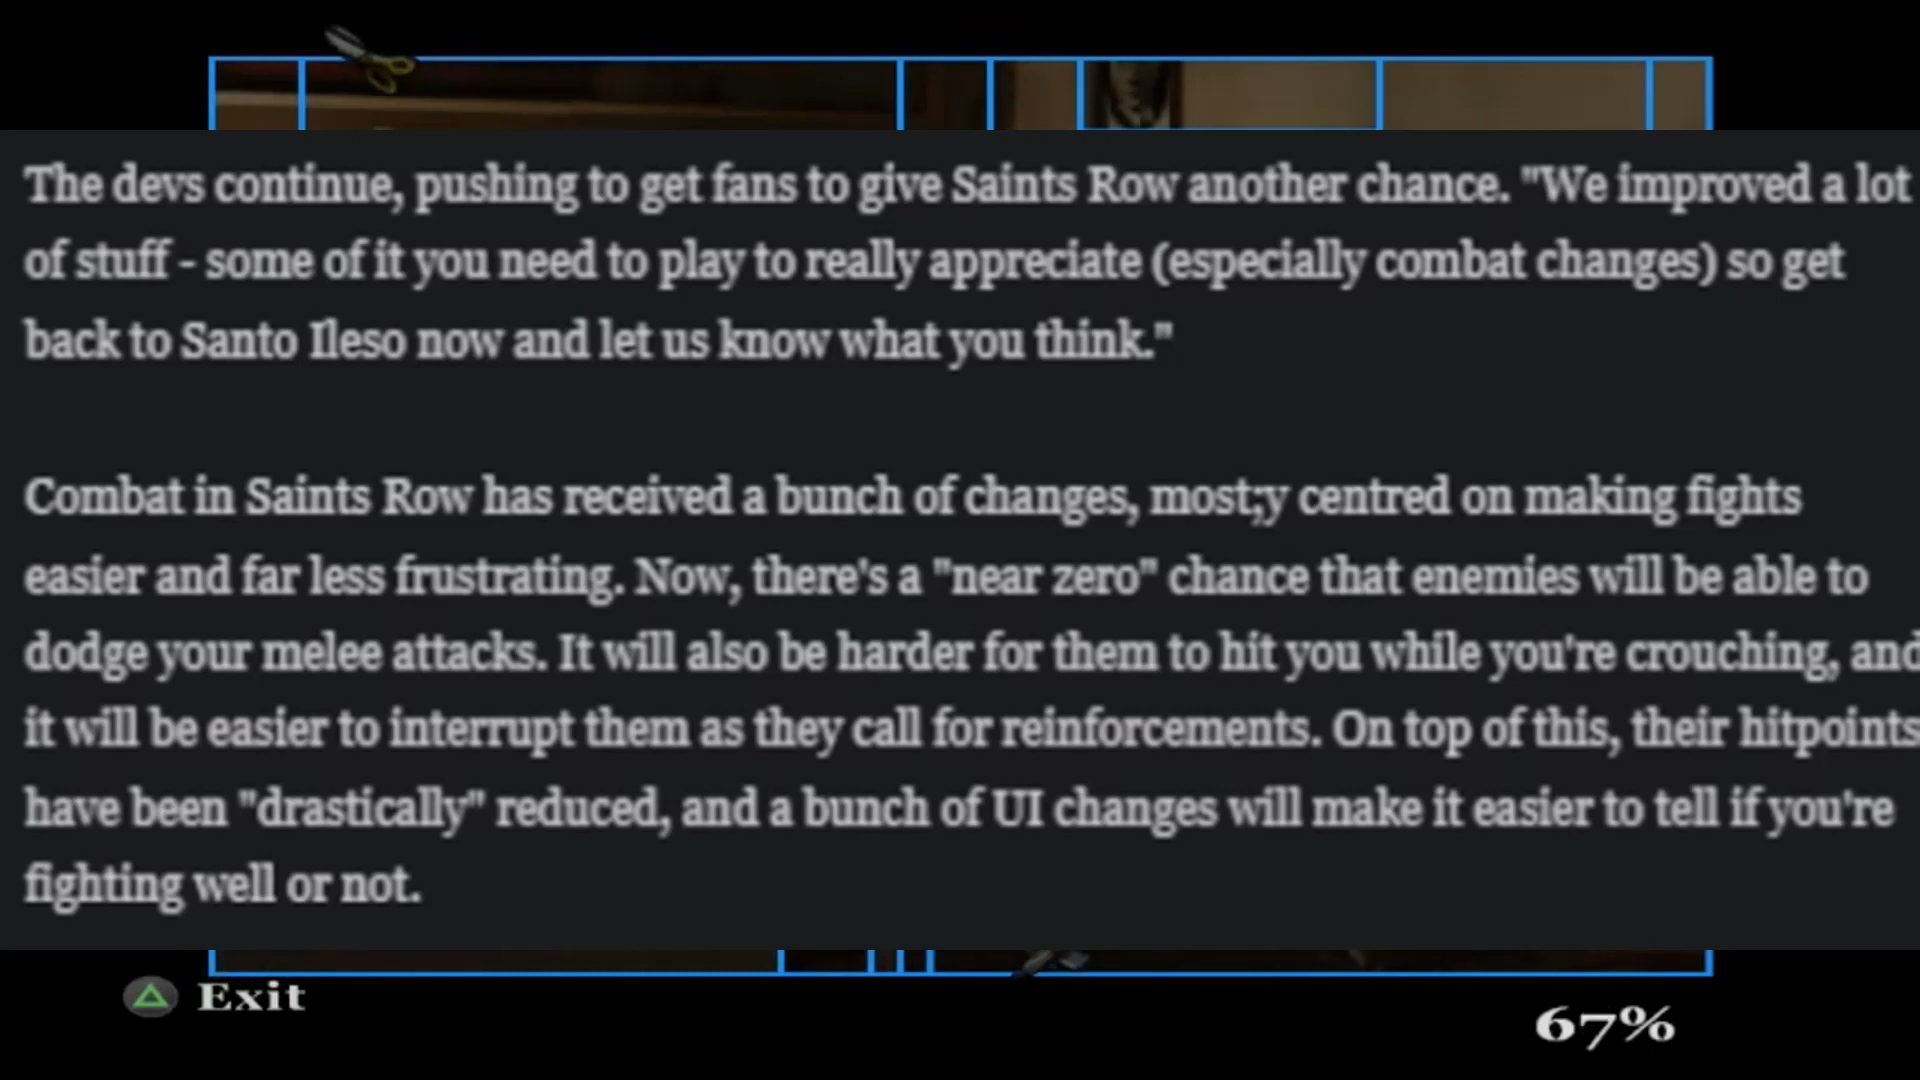 The devs continue, pushing to get fans to give Saints Row another chance. "We improved a lot
of stuff - some of it you need to play to really appreciate (especially combat changes) so get
back to Santo Ileso now and let us know what you think."
Combat in Saints Row has received a bunch of changes, most;y centred on making fights
easier and far less frustrating. Now, there's a "near zero" chance that enemies will be able to
dodge your melee attacks. It will also be harder for them to hit you while you're crouching, and
it will be easier to interrupt them as they call for reinforcements. On top of this, their hitpoints
have been "drastically" reduced, and a bunch of UI changes will make it easier to tell if you're
fighting well or not.
Exit
67%